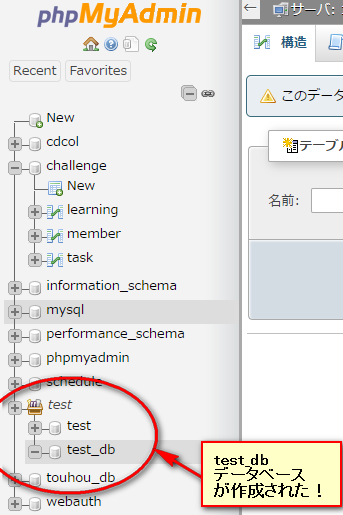 phpMyAdmin
Recent Favorites
New
cdcol
challenge
New
learning
member
task
information_schema
mysql
performance_schema
phpmyadmin
schedule
test
test
test_db
touhou_db
webauth
サーバ:
構造
このデータ
テーブル
名前:
test_db
データベース
が作成された！